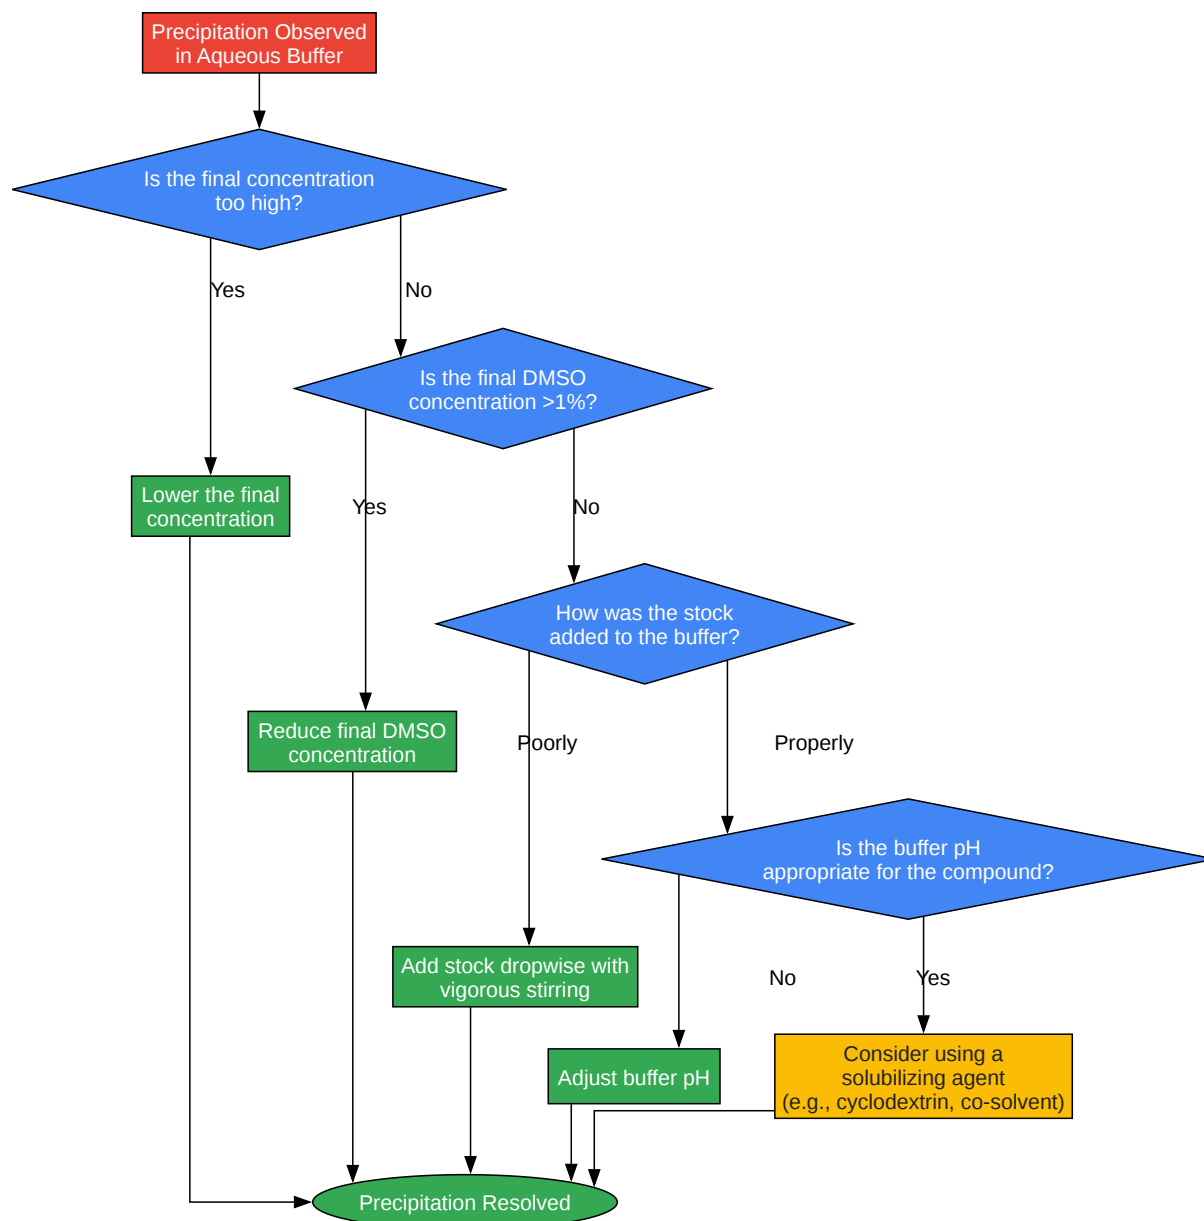 Precipitation Observed
in Aqueous Buffer
Is the final concentration
too high?
Yes
No
Is the final DMSO
concentration >1%?
Lower the final
concentration
Yes
No
How was the stock
added to the buffer?
Reduce final DMSO
concentration
Poorly
Properly
Is the buffer pH
appropriate for the compound?
Add stock dropwise with
vigorous stirring
No
Yes
Adjust buffer pH
Consider using a
solubilizing agent
(e.g., cyclodextrin, co-solvent)
Precipitation Resolved